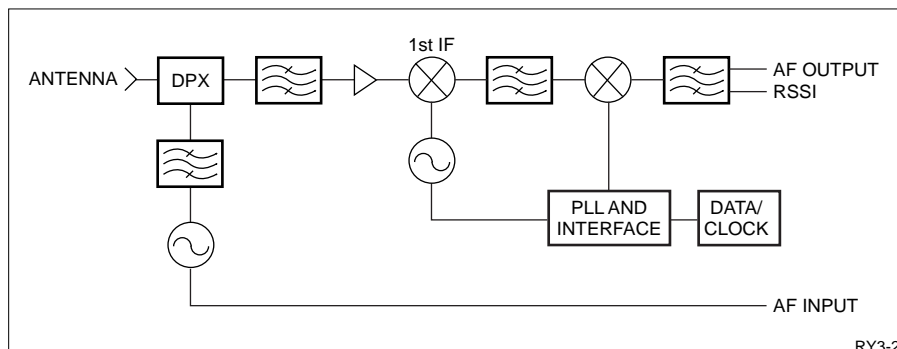 1st IF
ANTENNA
DPX
AF OUTPUT
RSSI
PLL AND
INTERFACE
DATA/
CLOCK
AF INPUT